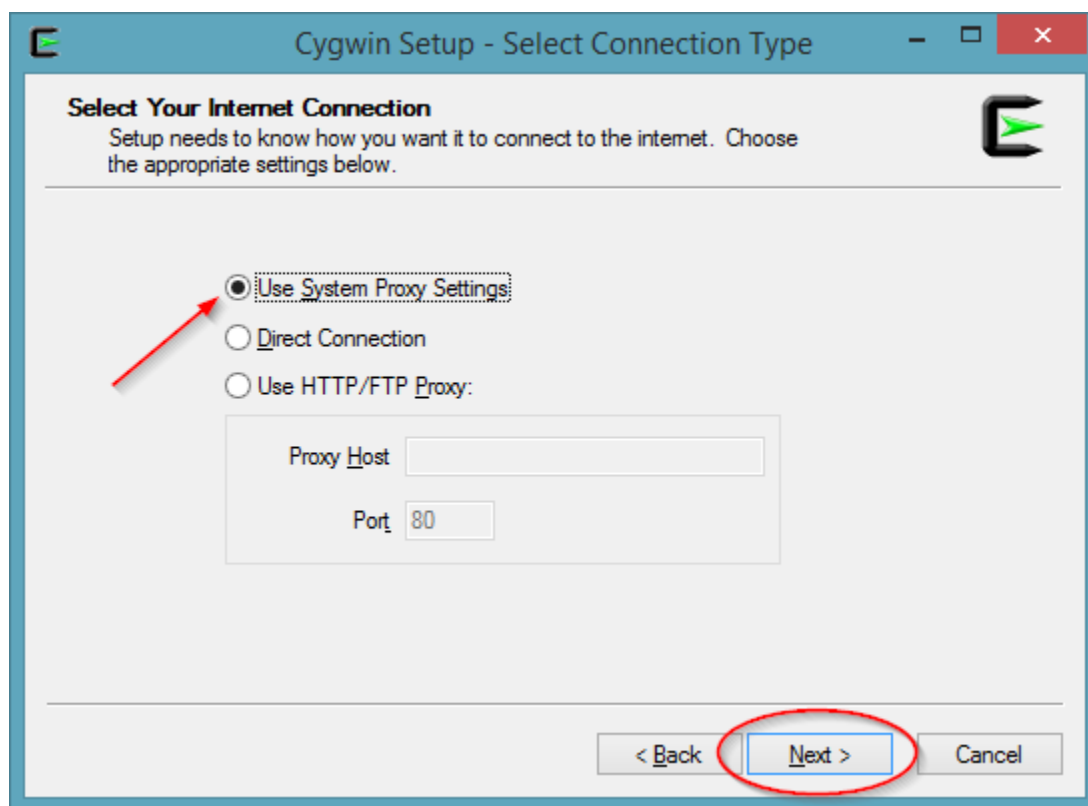 Cygwin Setup - Select Connection Type
Select Your Internet Connection
Setup needs to know how you want it to connect to the internet. Choose
the appropriate settings below.
Use System Proxy Settings
Direct Connection
Use HTTP/FTP Proxy:
Proxy Host
Port 80
< Back Next > Cancel